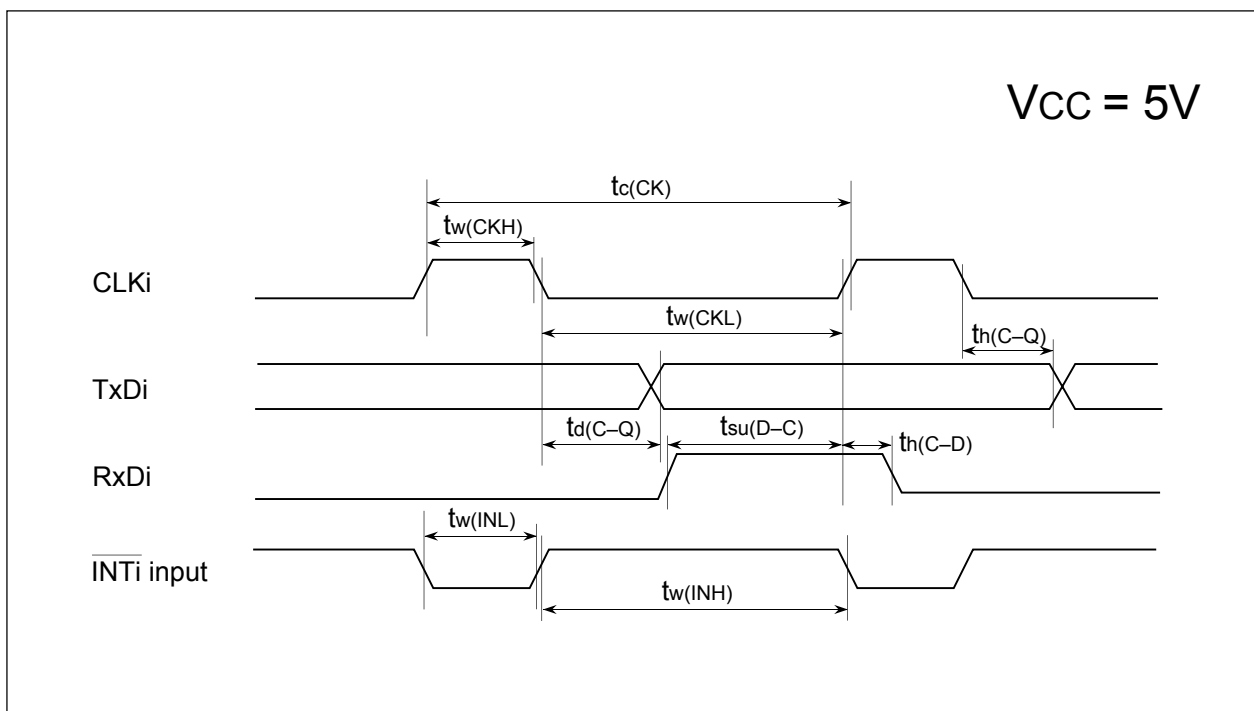 VCC = 5V
tc(CK)
tw(CKH)
CLKi
tw(CKL)
th(C–Q)
TxDi
td(C–Q)
tsu(D–C)
th(C–D)
RxDi
tw(INL)
INTi input
tw(INH)